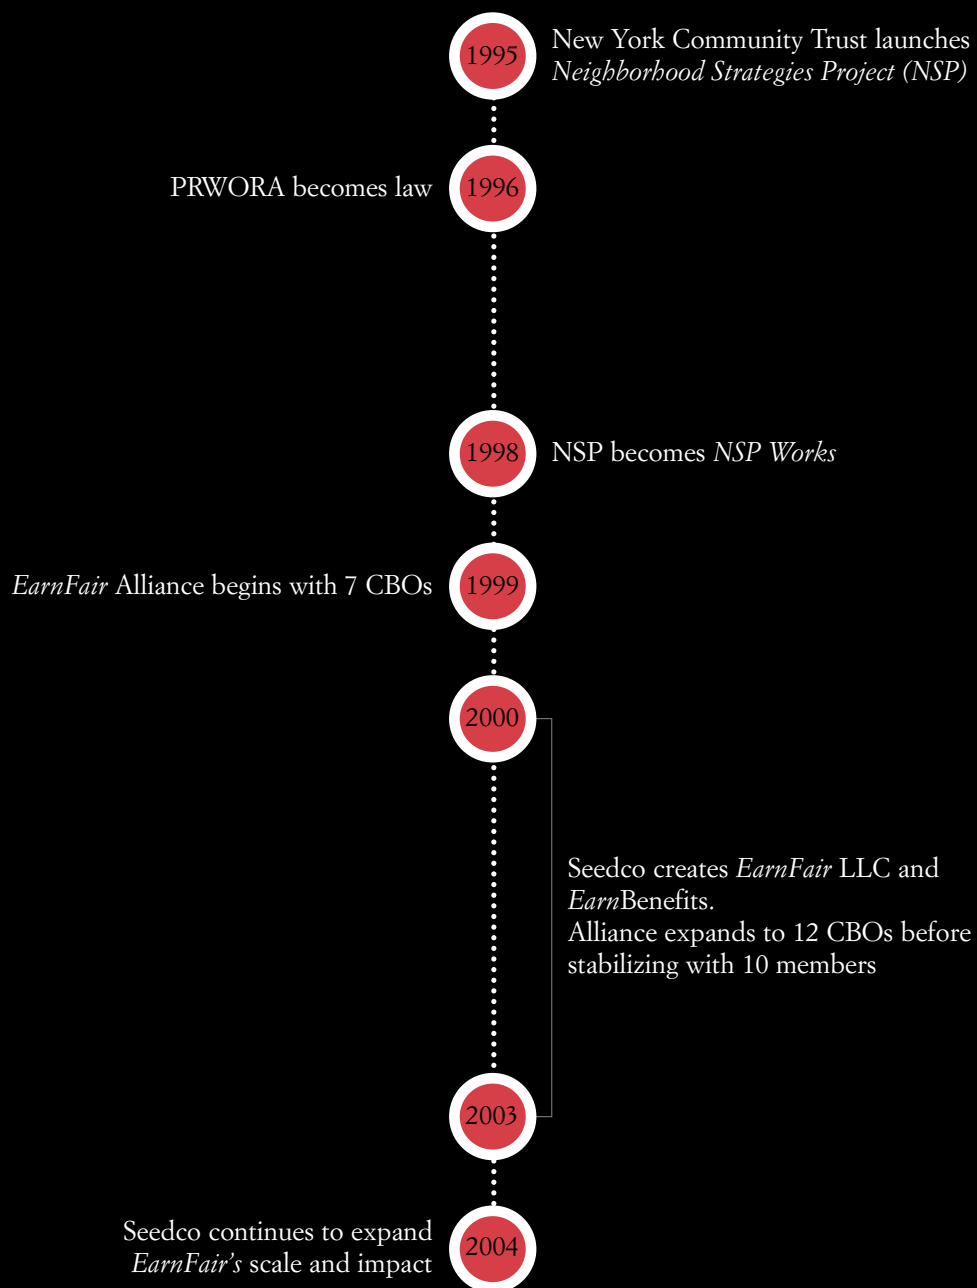 1995
New York Community Trust launches
Neighborhood Strategies Project (NSP)
PRWORA becomes law
1996
1998
NSP becomes NSP Works
EarnFair Alliance begins with 7 CBOs
1999
2000
Seedco creates EarnFair LLC and
EarnBenefits.
Alliance expands to 12 CBOs before
stabilizing with 10 members
2003
Seedco continues to expand
EarnFair's scale and impact
2004